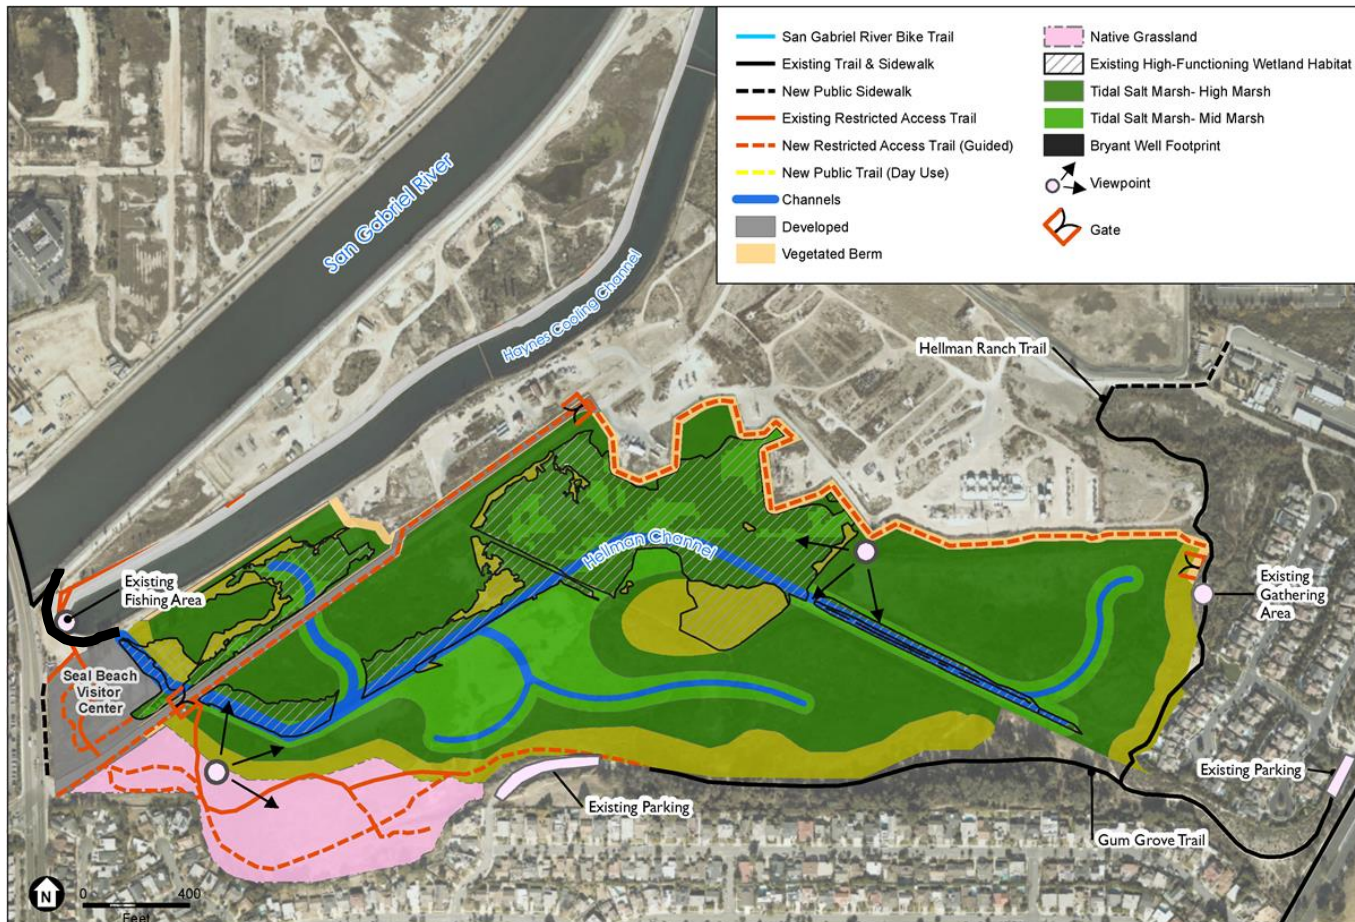 San Gabriel River Bike Trail
Existing Trail & Sidewalk
New Public Sidewalk
Existing Restricted Access Trail
New Restricted Access Trail (Guided)
New Public Trail (Day Use)
Channels
Developed
Vegetated Berm
Native Grassland
Existing High-Functioning Wetland Habitat
Tidal Salt Marsh- High Marsh
Tidal Salt Marsh- Mid Marsh
Bryant Well Footprint
Viewpoint
Gate
San Gabriel River
Haynes Cooling Channel
Hellman Ranch Trail
Hellman Channel
Existing
Fishing Area
Existing
Gathering
Area
Seal Beach
Visitor
Center
Existing Parking
Existing Parking
Gum Grove Trail
N
0 400
Feet